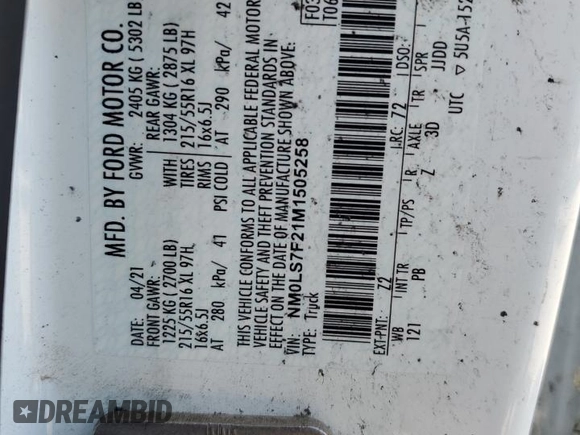 MFD. BY FORD MOTOR CO.
04/21 GVWR: 2405 KG ( 5302 LB
FRONT GAWR: REAR GAWR:
1225 KG ( 2700 LB) WITH 1304 KG ( 2875 LB)
215/55R16 XL 97H TIRES 215/55R16 XL 97H
16x6.5J RIMS 16x6.5J
AT 280 kPa/ 41 PSI COLD AT 290 kPa/ 42
THIS VEHICLE CONFORMS TO ALL APPLICABLE FEDERAL MOTOR
VEHICLE SAFETY AND THEFT PREVENTION STANDARDS IN
EFFECT ON THE DATE OF MANUFACTURE SHOWN ABOVE.
VIN: NM0LS7F21M1505258
TYPE: Truck
F03
T06
EXT-PNT: Z2 RC: 72 DSO:
WB INT TR TP/PS R AXLE TR SPR
121 PB Z 3D JJDD
UTC
DREAMBID